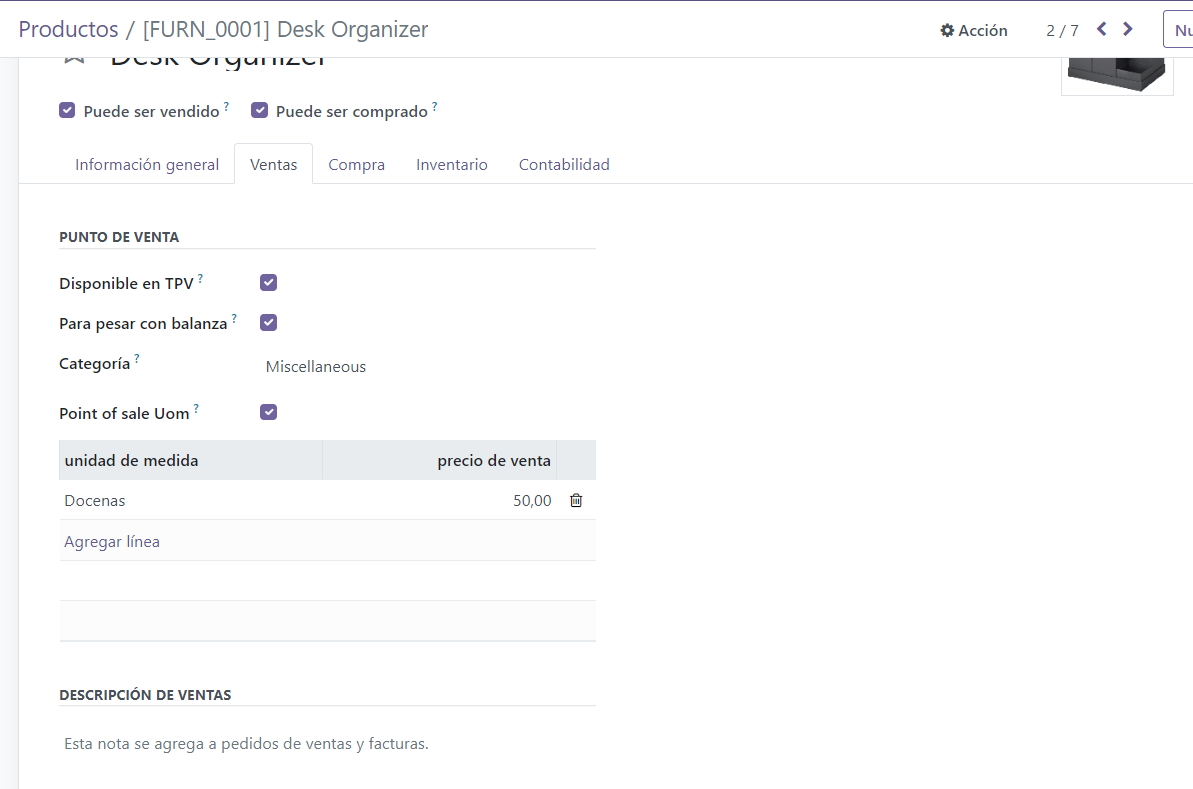 Productos / [FURN_0001] Desk Organizer
Acción 2 / 7 Nu
Desk Organizer
Puede ser vendido ? Puede ser comprado ?
Información general Ventas Compra Inventario Contabilidad
PUNTO DE VENTA
Disponible en TPV ?
Para pesar con balanza ?
Categoría ? Miscellaneous
Point of sale Uom ?
unidad de medida precio de venta
Docenas 50,00
Agregar línea
DESCRIPCIÓN DE VENTAS
Esta nota se agrega a pedidos de ventas y facturas.